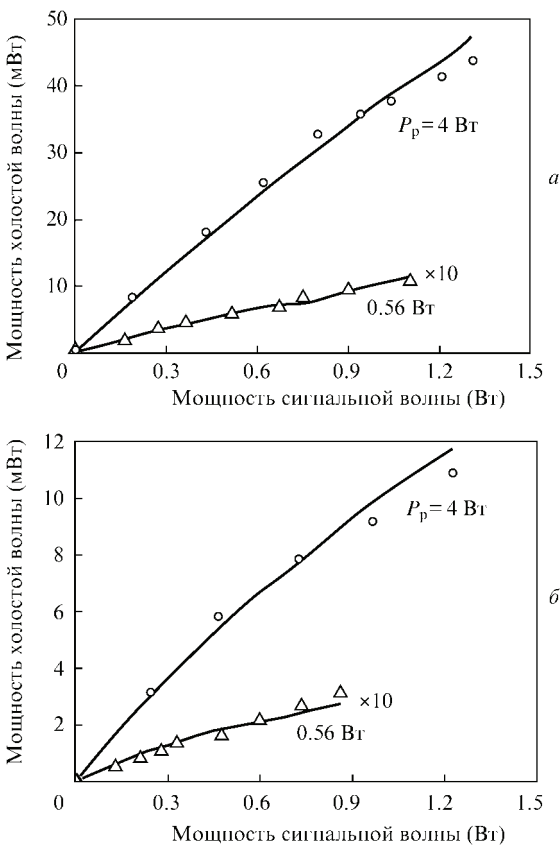 50
40
30
20
10
0
Мощность холостой волны (мВт)
Pp = 4 Вт
×10
0.56 Вт
а
0 0.3 0.6 0.9 1.2 1.5
Мощность сигнальной волны (Вт)
12
10
8
6
4
2
Мощность холостой волны (мВт)
Pp = 4 Вт
×10
0.56 Вт
б
0 0.3 0.6 0.9 1.2 1.5
Мощность сигнальной волны (Вт)